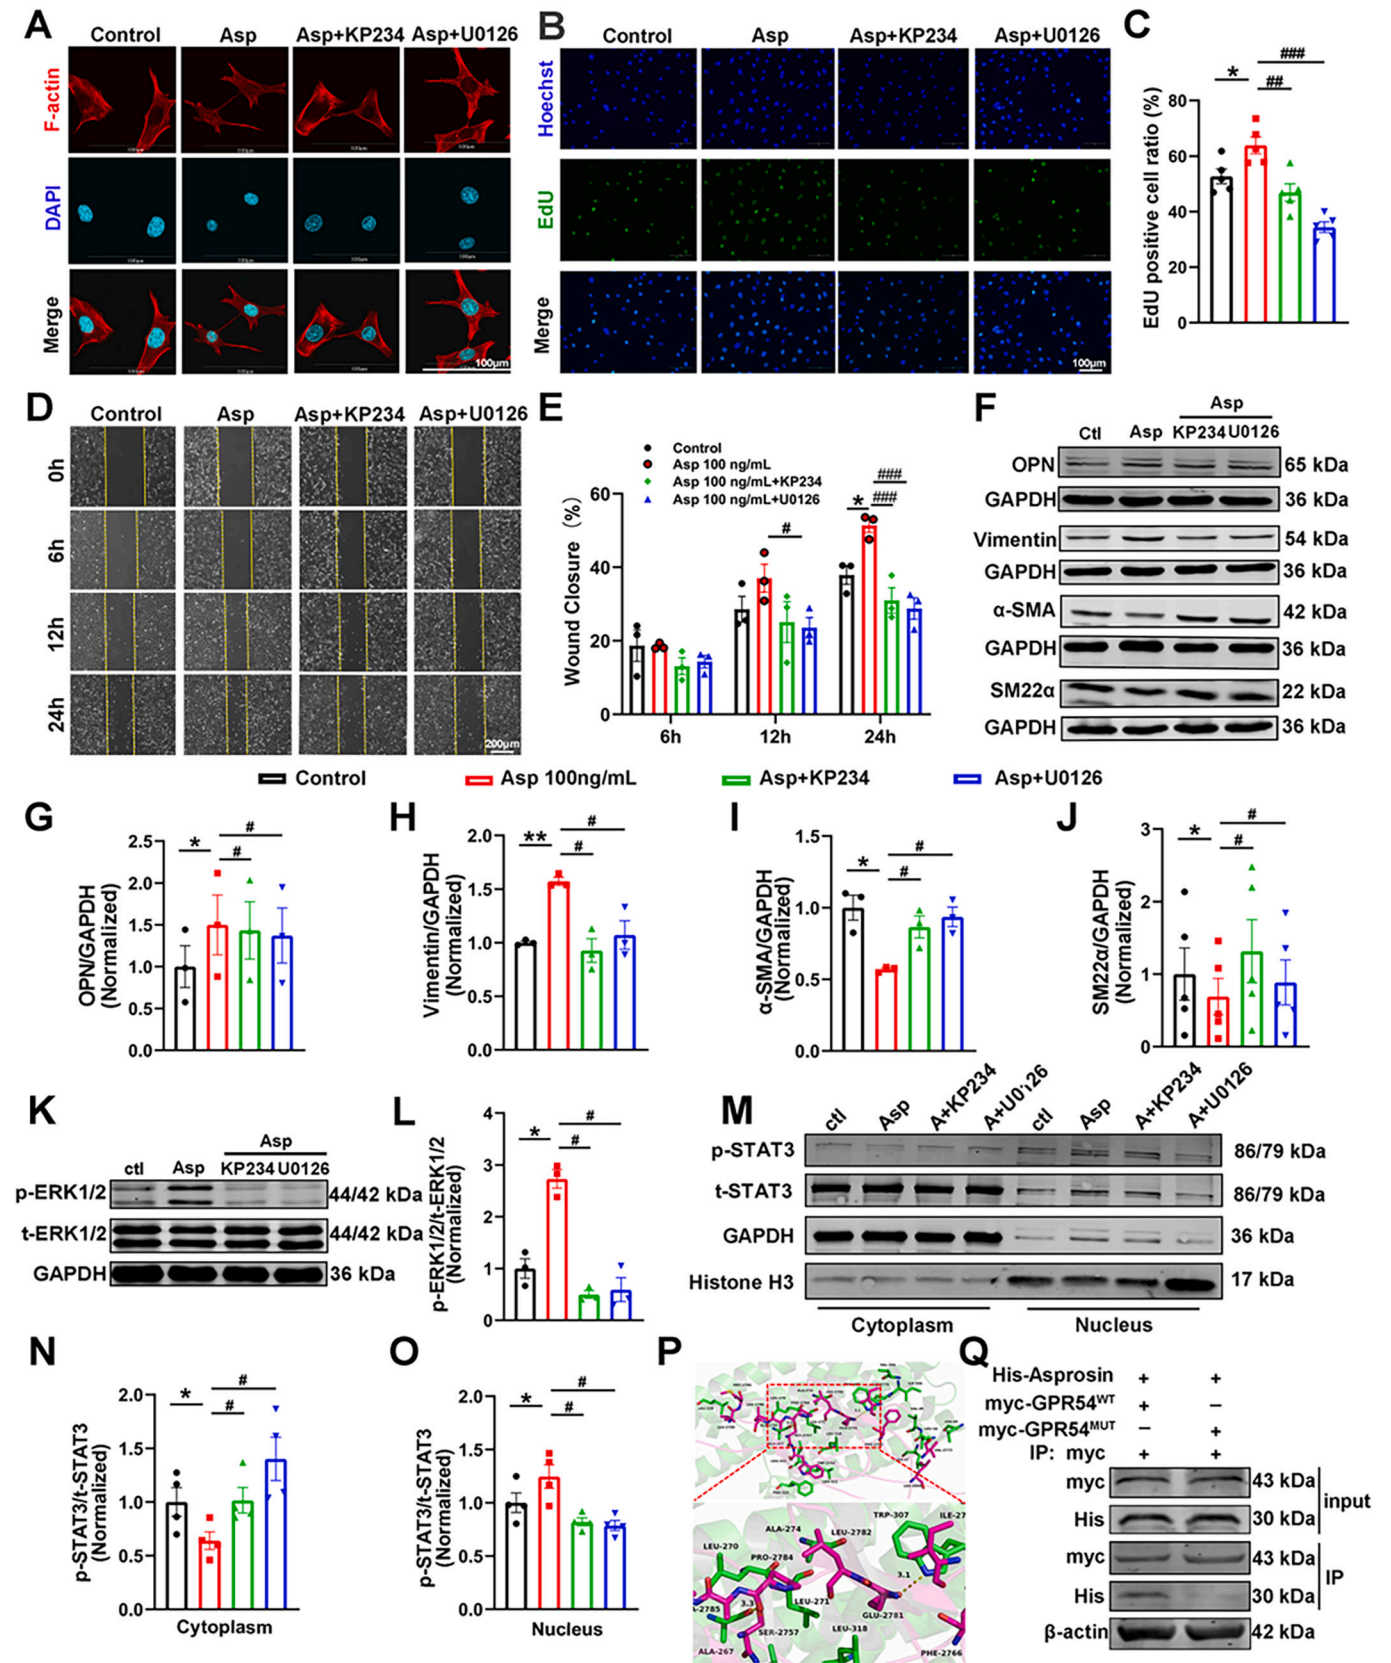 A
Control Asp Asp+KP234 Asp+U0126
F-actin
DAPI
Merge
100μm
B
Control Asp Asp+KP234 Asp+U0126
Hoechst
EdU
Merge
100μm
C
EdU positive cell ratio (%)
* ## ###
80
60
40
20
0
D
Control Asp Asp+KP234 Asp+U0126
0h
6h
12h
24h
200μm
E
Control
Asp 100 ng/mL
Asp 100 ng/mL+KP234
Asp 100 ng/mL+U0126
Wound Closure (%)
60
40
20
0
# * ### ###
6h 12h 24h
F
Asp
Ctl Asp KP234 U0126
OPN 65 kDa
GAPDH 36 kDa
Vimentin 54 kDa
GAPDH 36 kDa
α-SMA 42 kDa
GAPDH 36 kDa
SM22α 22 kDa
GAPDH 36 kDa
Control Asp 100ng/mL Asp+KP234 Asp+U0126
G
OPN/GAPDH
(Normalized)
2.5
2.0
1.5
1.0
0.5
0.0
* # #
H
Vimentin/GAPDH
(Normalized)
2.0
1.5
1.0
0.5
0.0
** # #
I
α-SMA/GAPDH
(Normalized)
1.5
1.0
0.5
0.0
* # #
J
SM22α/GAPDH
(Normalized)
3
2
1
0
* # #
K
Asp
ctl Asp KP234 U0126
p-ERK1/2 44/42 kDa
t-ERK1/2 44/42 kDa
GAPDH 36 kDa
L
p-ERK1/2/t-ERK1/2
(Normalized)
4
3
2
1
0
* # #
M
ctl Asp A+KP234 A+U0126 ctl Asp A+KP234 A+U0126
p-STAT3 86/79 kDa
t-STAT3 86/79 kDa
GAPDH 36 kDa
Histone H3 17 kDa
Cytoplasm Nucleus
N
p-STAT3/t-STAT3
(Normalized)
2.0
1.5
1.0
0.5
0.0
* # #
Cytoplasm
O
p-STAT3/t-STAT3
(Normalized)
2.0
1.5
1.0
0.5
0.0
* # #
Nucleus
P
TRP-307
ALA-274 LEU-2782
LEU-270
PRO-2784
3.1
3.3
LEU-271
GLU-2781
SER-2757
LEU-318
ALA-267
PHE-2766
Q
His-Asprosin + +
myc-GPR54WT + −
myc-GPR54MUT − +
IP: myc + +
myc 43 kDa
His 30 kDa
input
myc 43 kDa
His 30 kDa
IP
β-actin 42 kDa